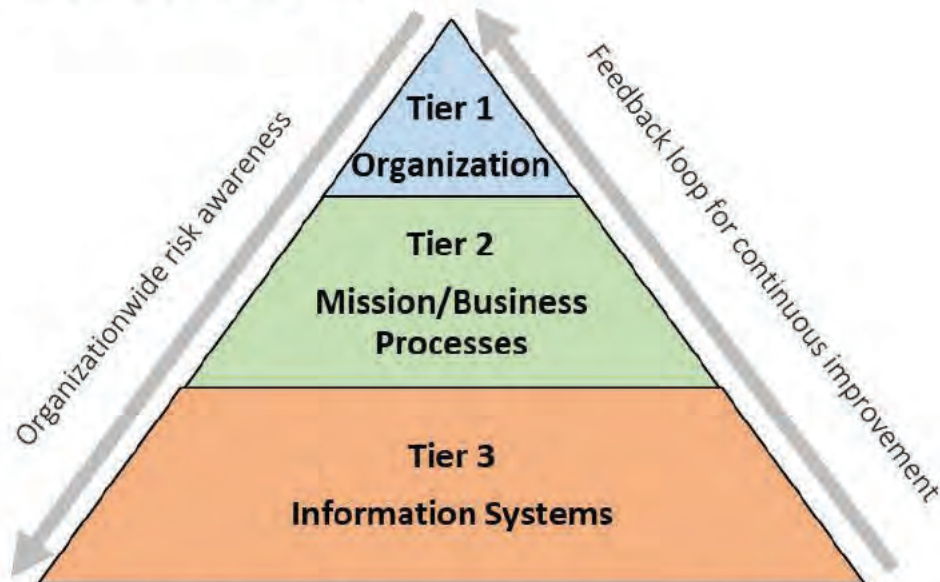 Tier 1
Organization
Tier 2
Mission/Business
Processes
Tier 3
Information Systems
Organizationwide risk awareness
Feedback loop for continuous improvement